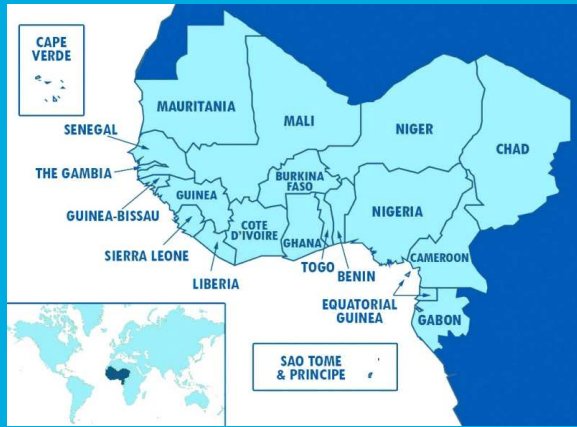 CAPE
VERDE
MAURITANIA
MALI
NIGER
CHAD
SENEGAL
THE GAMBIA
GUINEA-BISSAU
GUINEA
SIERRA LEONE
LIBERIA
COTE
D'IVOIRE
BURKINA
FASO
GHANA
TOGO
BENIN
NIGERIA
CAMEROON
EQUATORIAL
GUINEA
GABON
SAO TOME
& PRINCIPE